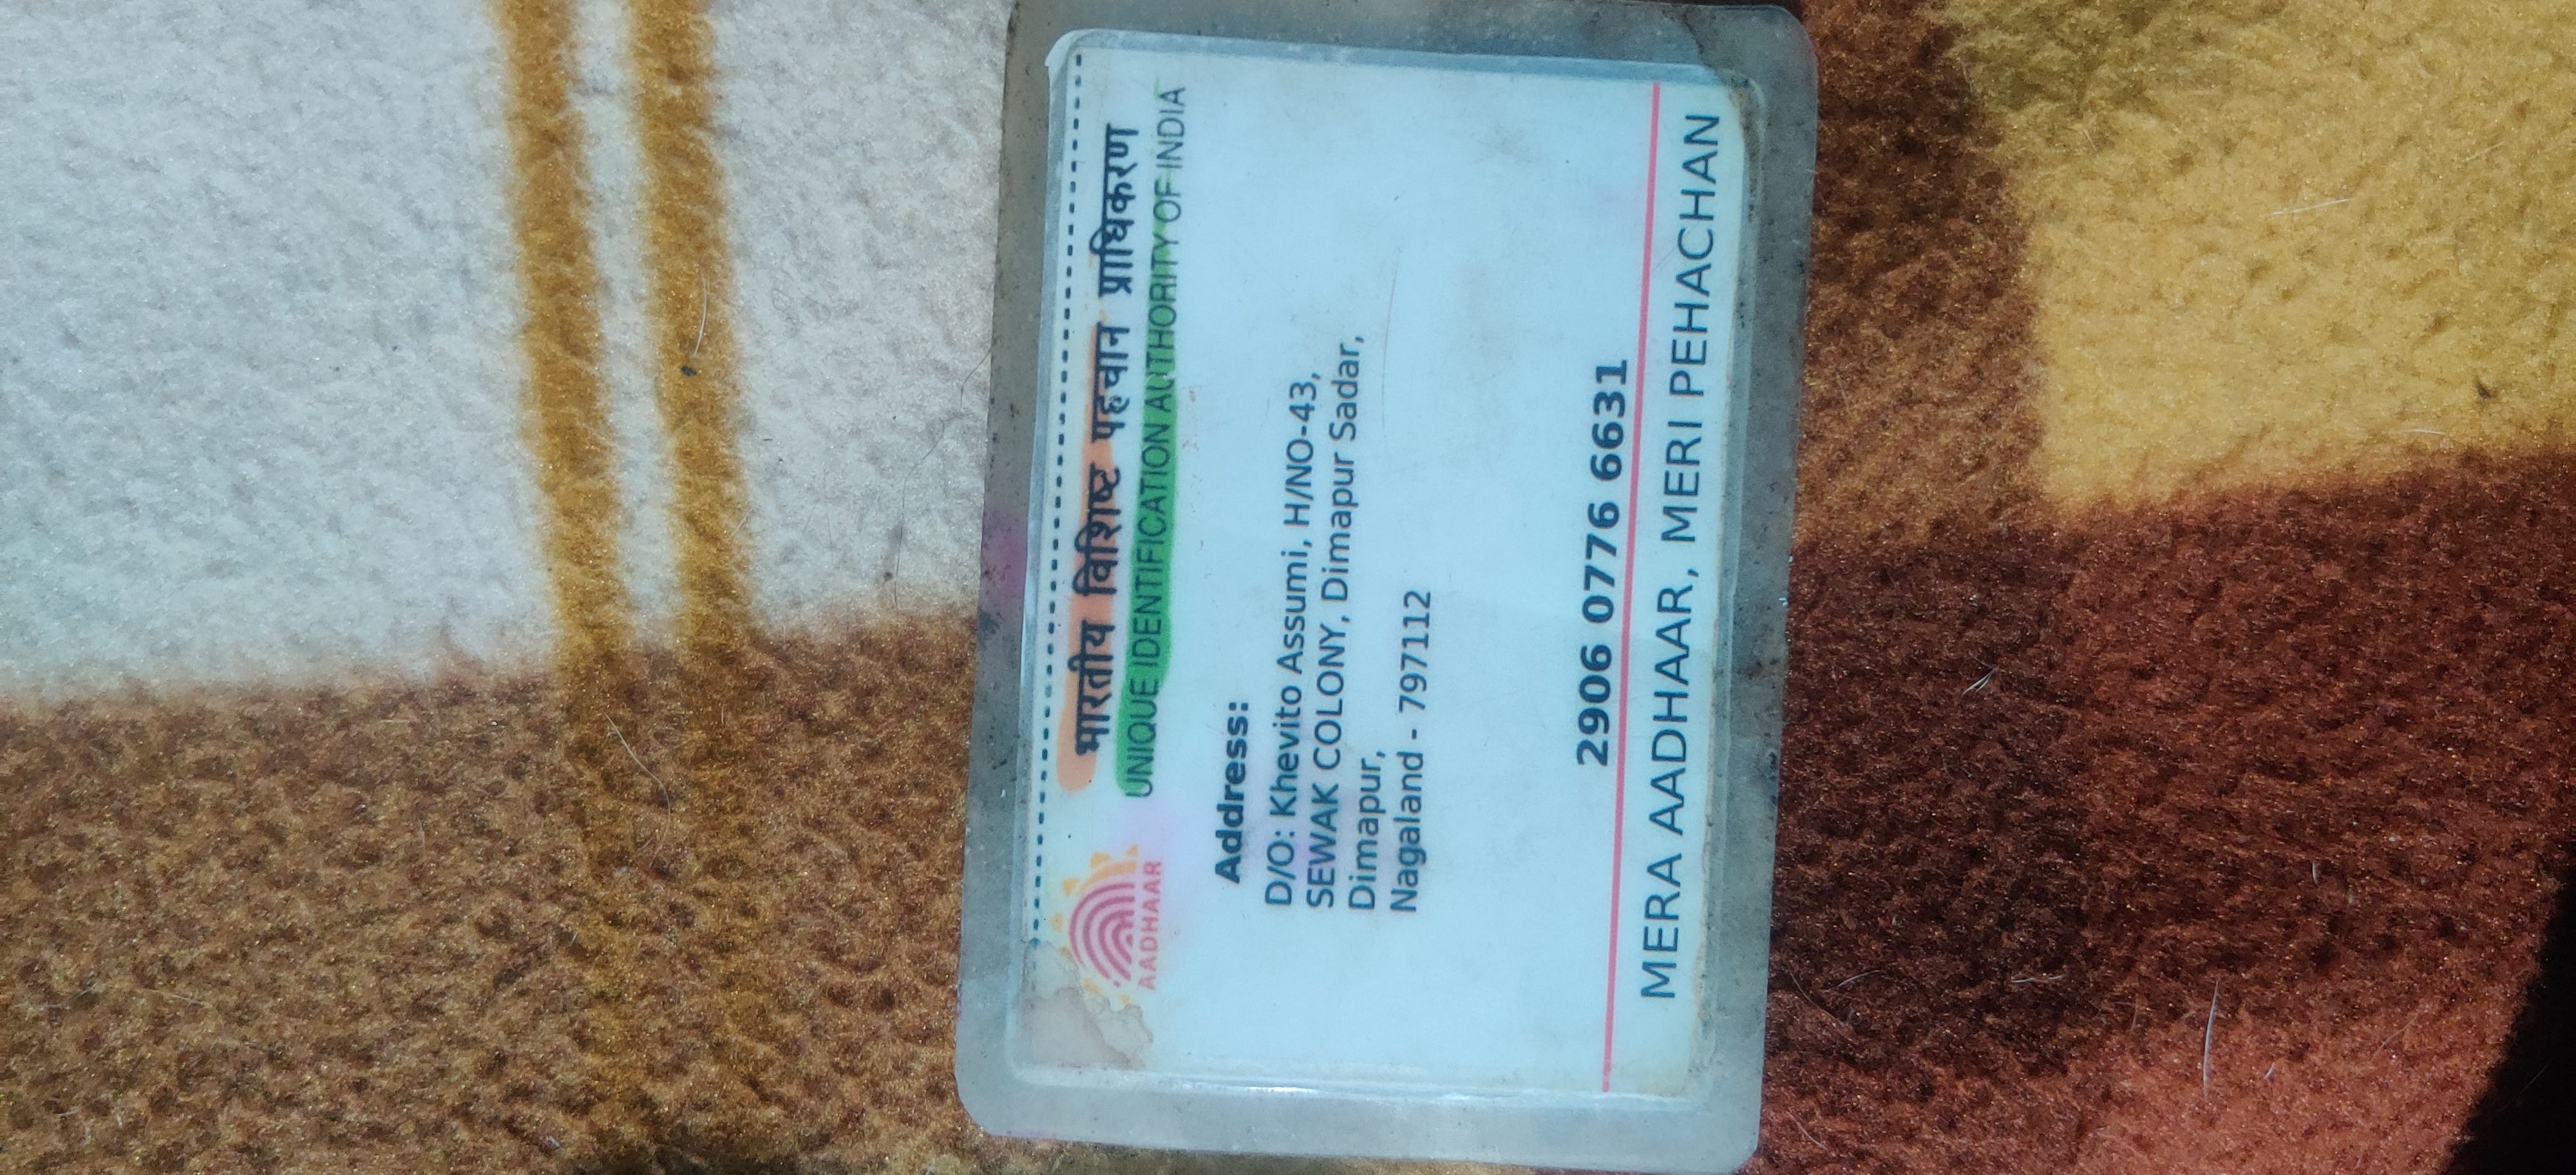 भारतीय विशिष्ट पहचान प्राधिकरण
UNIQUE IDENTIFICATION AUTHORITY OF INDIA
AADHAAR
Address:
D/O: Khevito Assumi, H/NO-43,
SEWAK COLONY, Dimapur Sadar,
Dimapur,
Nagaland - 797112
2906 0776 6631
MERA AADHAAR, MERI PEHACHAN